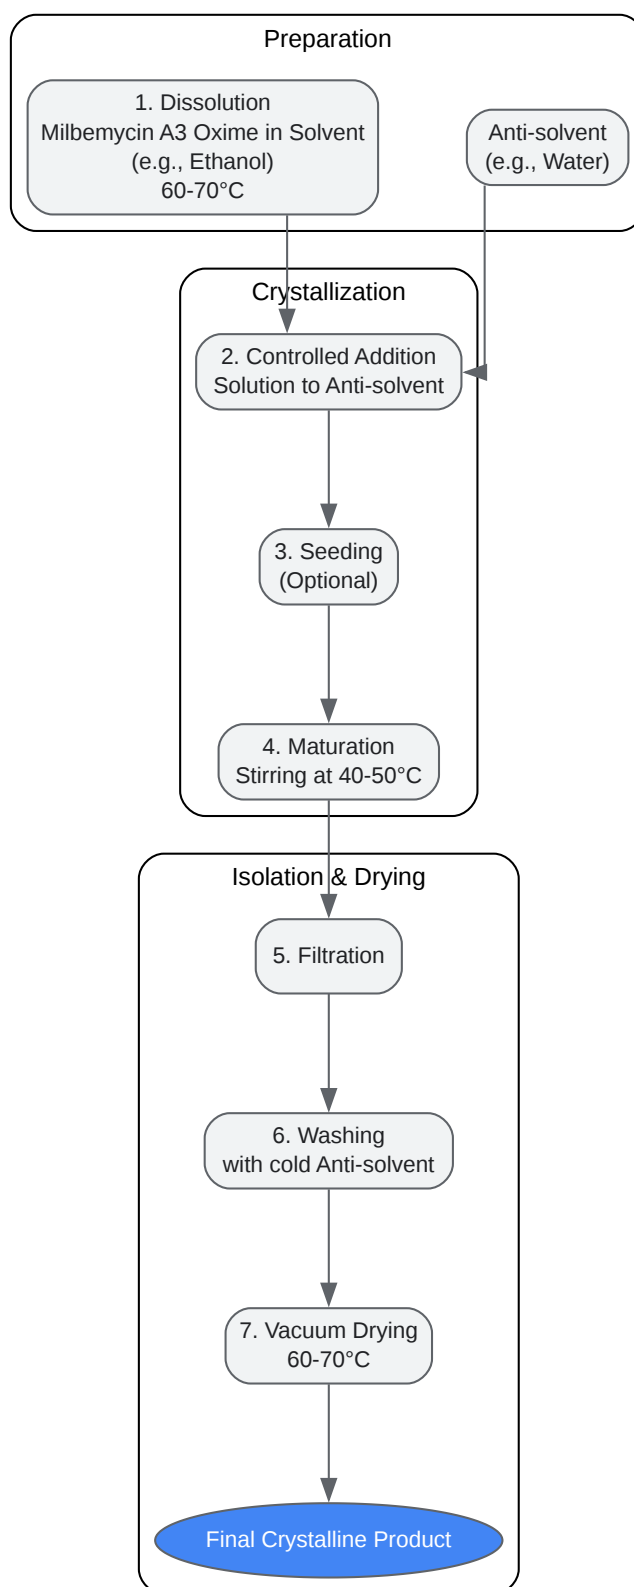 Preparation
1. Dissolution
Milbemycin A3 Oxime in Solvent
(e.g., Ethanol)
60-70°C
Anti-solvent
(e.g., Water)
Crystallization
2. Controlled Addition
Solution to Anti-solvent
3. Seeding
(Optional)
4. Maturation
Stirring at 40-50°C
Isolation & Drying
5. Filtration
6. Washing
with cold Anti-solvent
7. Vacuum Drying
60-70°C
Final Crystalline Product